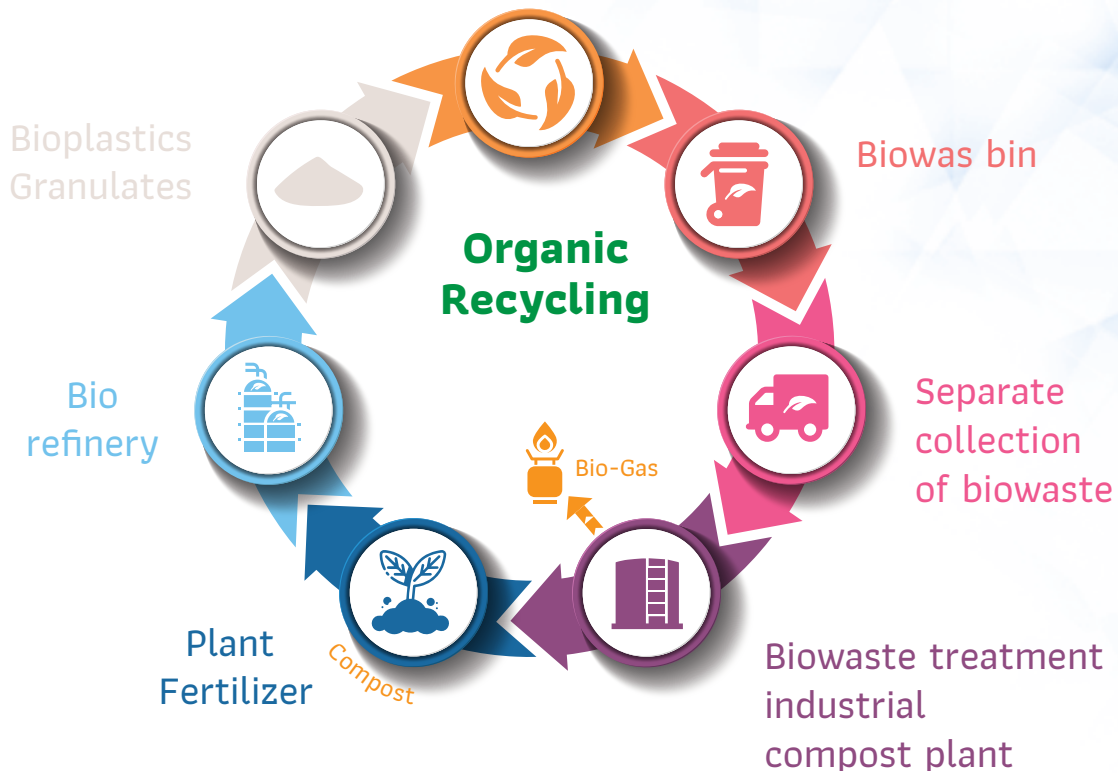 Organic
Recycling
Biowas bin
Separate
collection
of biowaste
Biowaste treatment
industrial
compost plant
Bio-Gas
Compost
Plant
Fertilizer
Bio
refinery
Bioplastics
Granulates